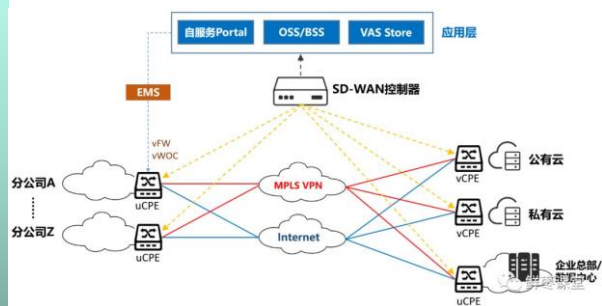 自服务Portal
OSS/BSS
VAS Store
应用层
EMS
SD-WAN控制器
vFW
vWOC
分公司A
uCPE
MPLS VPN
vCPE
公有云
分公司Z
uCPE
Internet
vCPE
私有云
企业总部/
uCPE